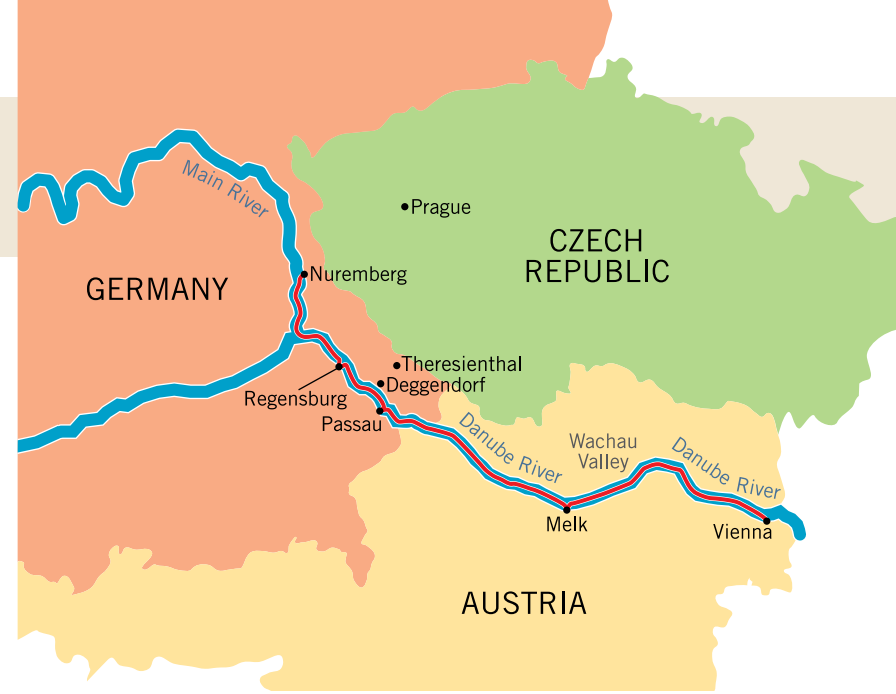 Main River
Prague
CZECH
REPUBLIC
Nuremberg
GERMANY
Theresienthal
Deggendorf
Regensburg
Passau
Danube River
Wachau
Valley
Danube River
Melk
Vienna
AUSTRIA